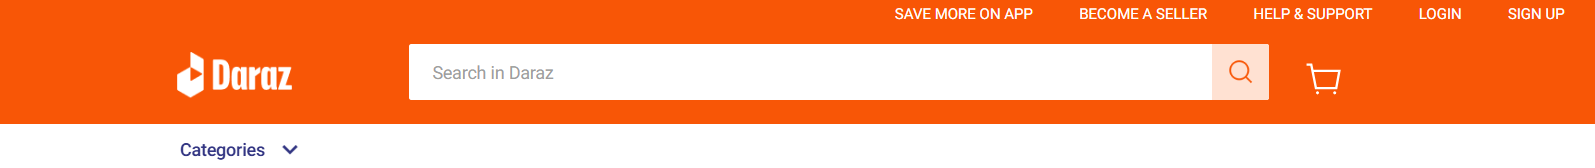 SAVE MORE ON APP BECOME A SELLER HELP & SUPPORT LOGIN SIGN UP
Daraz Search in Daraz
Categories